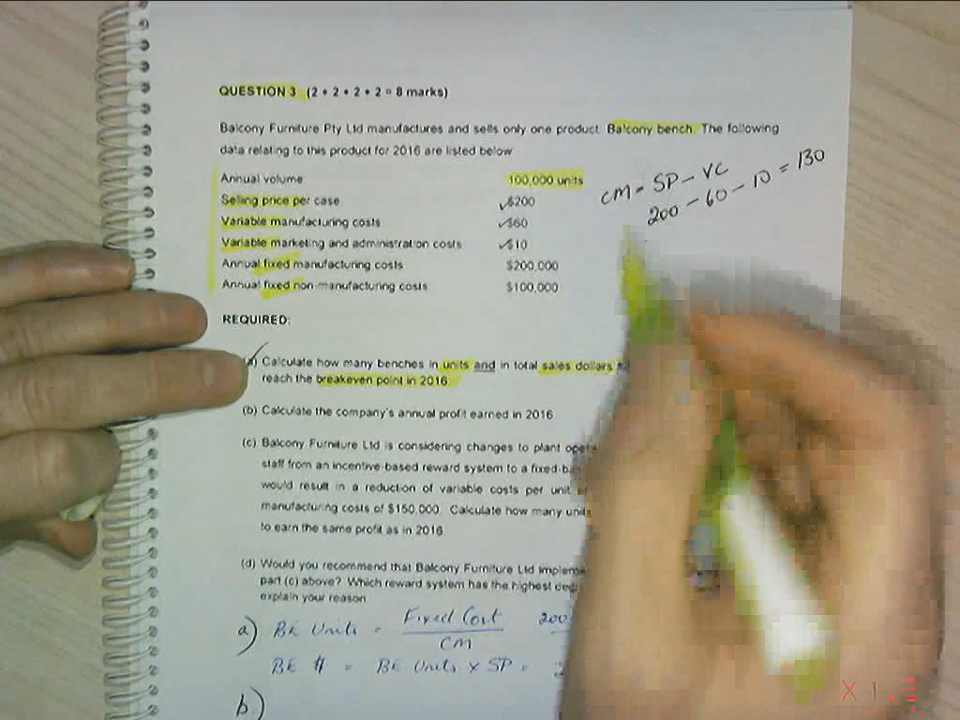 QUESTION 3 (2 + 2 + 2 + 2 = 8 marks)
Balcony Furniture Pty Ltd manufactures and sells only one product: Balcony bench. The following
data relating to this product for 2016 are listed below
Annual volume: 100,000 units
Selling price per case $200
Variable manufacturing costs $60
Variable marketing and administration costs $10
Annual fixed manufacturing costs $200,000
Annual fixed non-manufacturing costs $100,000
CM = SP - VC
200 - 60 - 10 = 130
REQUIRED:
(a) Calculate how many benches in units and in total sales dollars
reach the breakeven point in 2016.
(b) Calculate the company's annual profit earned in 2016
(c) Balcony Furniture Ltd is considering changes to plant
staff from an incentive-based reward system to a
would result in a reduction of variable costs per unit
manufacturing costs of $150,000. Calculate how many
to earn the same profit as in 2016
(d) Would you recommend that Balcony Furniture Ltd
part (c) above? Which reward system has the highest
explain your reason
a) BE Units = Fixed Cost 200
CM
BE $ = BE Units x SP =
b.)
X 1